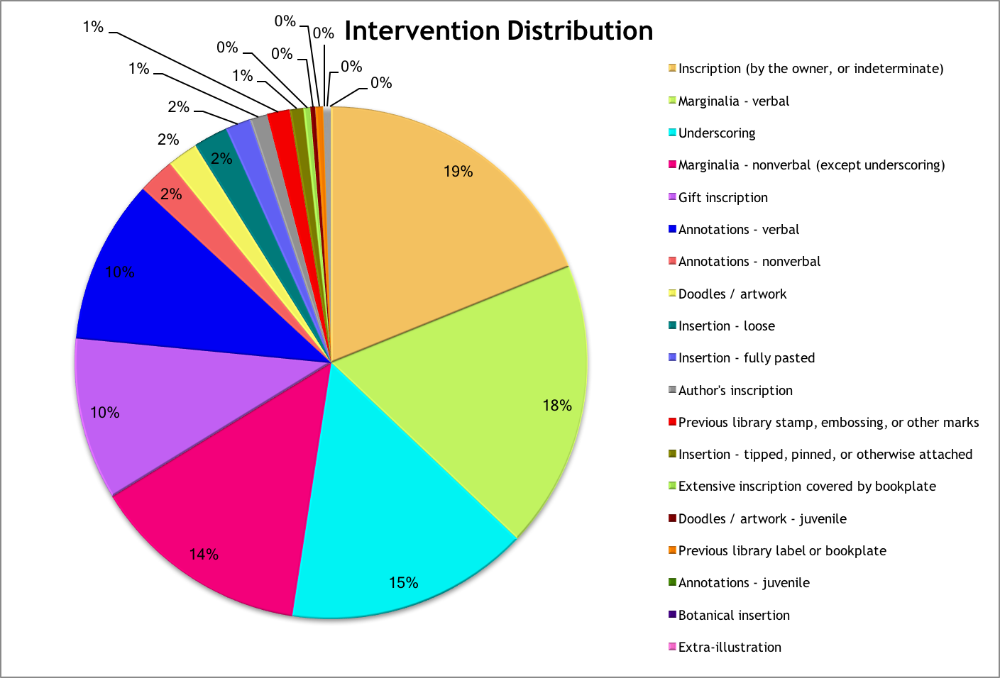 Intervention Distribution
0%
0%
1%
0%
0%
0%
1%
1%
0%
2%
2%
2%
2%
19%
10%
10%
18%
14%
15%
Inscription (by the owner, or indeterminate)
Marginalia - verbal
Underscoring
Marginalia - nonverbal (except underscoring)
Gift inscription
Annotations - verbal
Annotations - nonverbal
Doodles / artwork
Insertion - loose
Insertion - fully pasted
Author's inscription
Previous library stamp, embossing, or other marks
Insertion - tipped, pinned, or otherwise attached
Extensive inscription covered by bookplate
Doodles / artwork - juvenile
Previous library label or bookplate
Annotations - juvenile
Botanical insertion
Extra-illustration